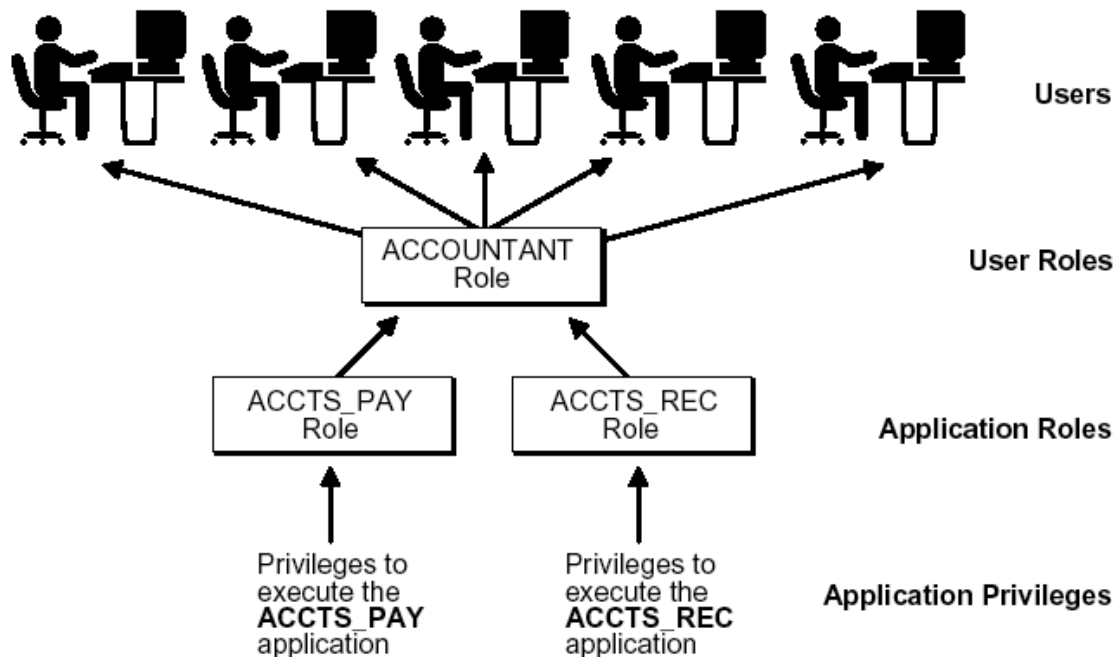 Users
ACCOUNTANT
Role
User Roles
ACCTS_PAY
Role
ACCTS_REC
Role
Application Roles
Privileges to
execute the
ACCTS_PAY
application
Privileges to
execute the
ACCTS_REC
application
Application Privileges